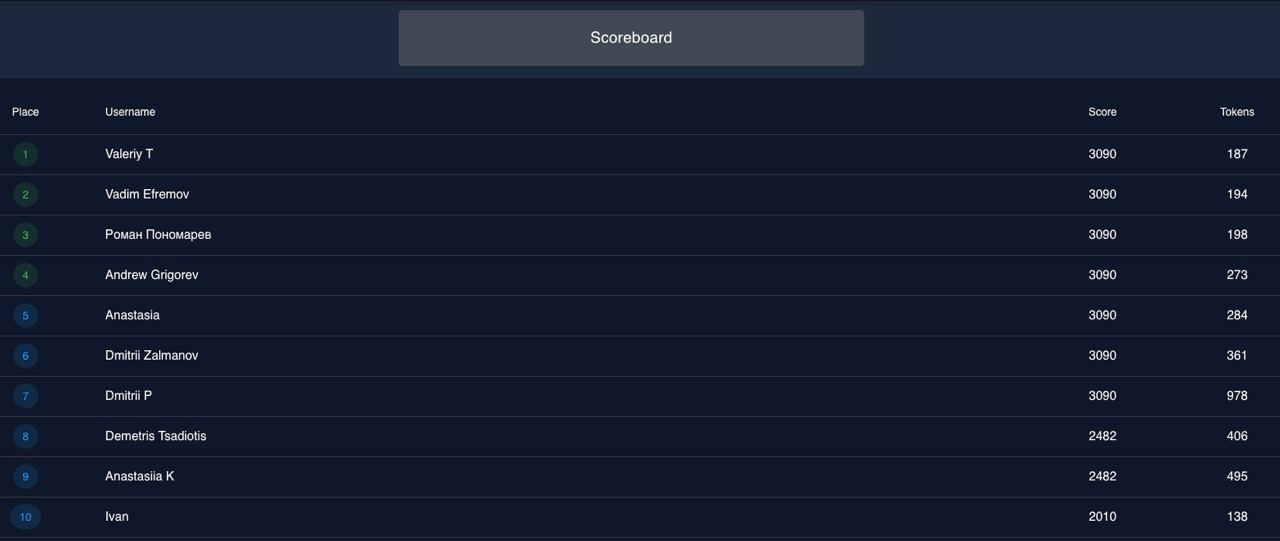 Scoreboard
Place Username Score Tokens
1 Valeriy T 3090 187
2 Vadim Efremov 3090 194
3 Роман Пономарев 3090 198
4 Andrew Grigorev 3090 273
5 Anastasia 3090 284
6 Dmitrii Zalmanov 3090 361
7 Dmitrii P 3090 978
8 Demetris Tsadiotis 2482 406
9 Anastasiia K 2482 495
10 Ivan 2010 138